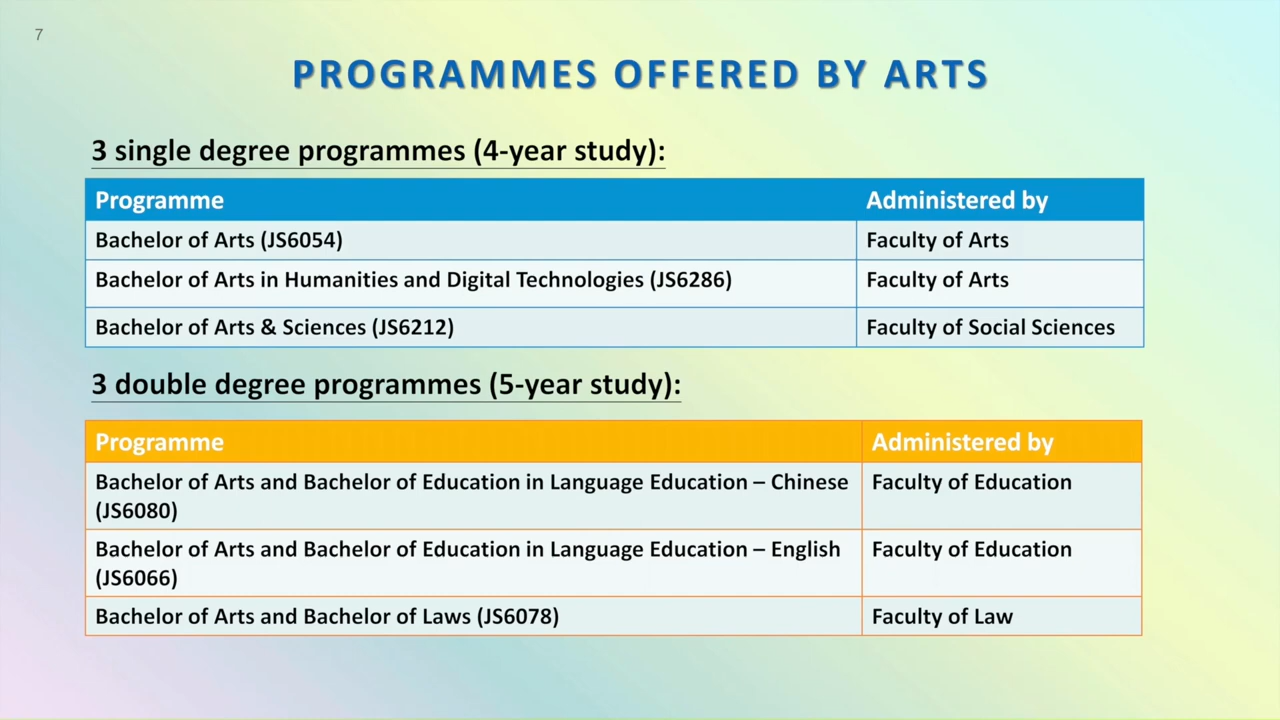 7
PROGRAMMES OFFERED BY ARTS
3 single degree programmes (4-year study):
Programme Administered by
Bachelor of Arts (JS6054) Faculty of Arts
Bachelor of Arts in Humanities and Digital Technologies (JS6286) Faculty of Arts
Bachelor of Arts & Sciences (JS6212) Faculty of Social Sciences
3 double degree programmes (5-year study):
Programme Administered by
Bachelor of Arts and Bachelor of Education in Language Education – Chinese Faculty of Education
(JS6080)
Bachelor of Arts and Bachelor of Education in Language Education – English Faculty of Education
(JS6066)
Bachelor of Arts and Bachelor of Laws (JS6078) Faculty of Law